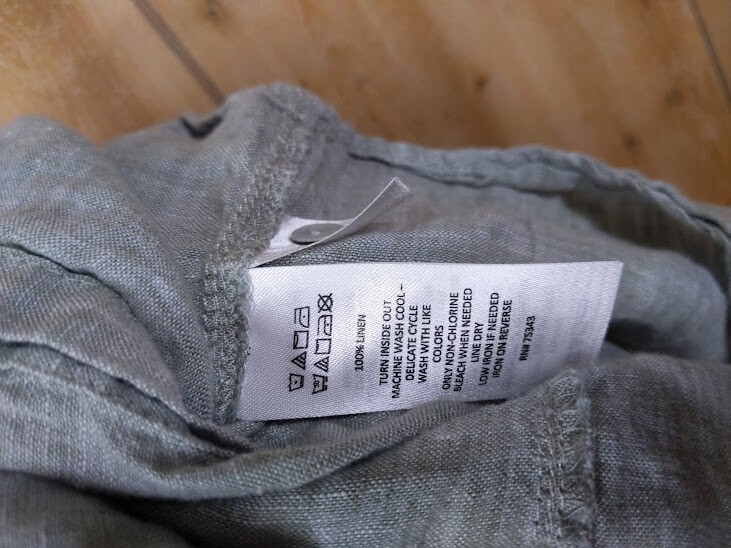 100% LINEN
TURN INSIDE OUT
MACHINE WASH COOL –
DELICATE CYCLE
WASH WITH LIKE
COLORS
ONLY NON-CHLORINE
BLEACH WHEN NEEDED
LINE DRY
LOW IRON IF NEEDED
IRON ON REVERSE
RN# 75343